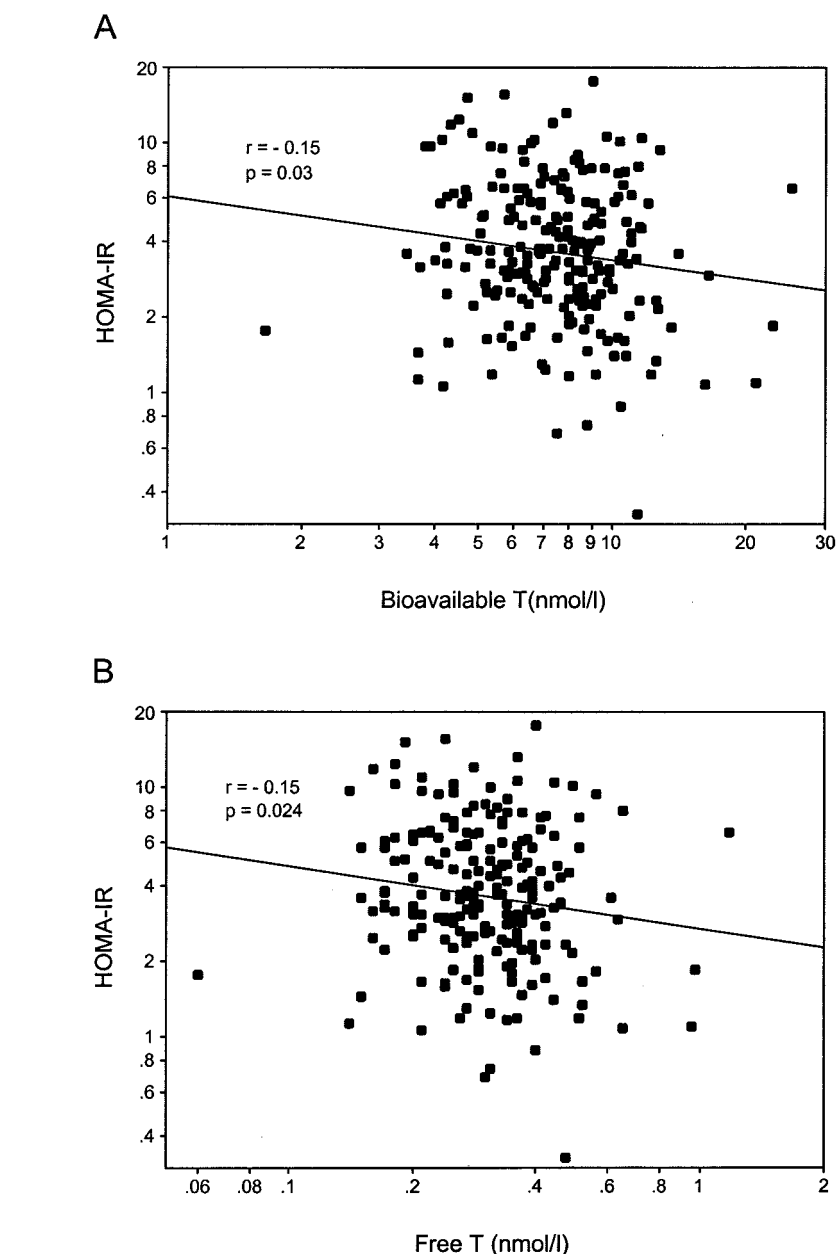 A
20
10
8
6
4
2
1
.8
.6
.4
HOMA-IR
r = - 0.15
p = 0.03
1 2 3 4 5 6 7 8 9 10 20 30
Bioavailable T(nmol/l)
B
20
10
8
6
4
2
1
.8
.6
.4
HOMA-IR
r = - 0.15
p = 0.024
.06 .08 .1 .2 .4 .6 .8 1 2
Free T (nmol/l)